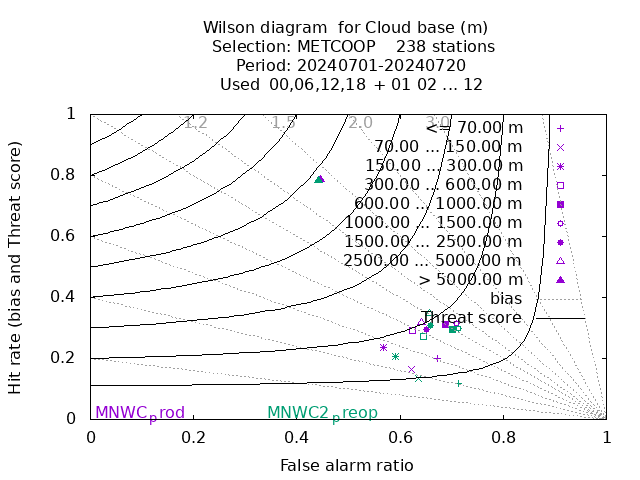 Wilson diagram  for Cloud base (m)
Selection: METCOOP    238 stations
Period: 20240701-20240720
Used  00,06,12,18  + 01 02 ... 12
Hit rate (bias and Threat score)
1
0.8
0.6
0.4
0.2
0
1.2
1.5
2.0
3.0
<= 70.00 m
70.00 ... 150.00 m
150.00 ... 300.00 m
300.00 ... 600.00 m
600.00 ... 1000.00 m
1000.00 ... 1500.00 m
1500.00 ... 2500.00 m
2500.00 ... 5000.00 m
> 5000.00 m
bias
Threat score
MNWCprod
MNWC2preop
0
0.2
0.4
0.6
0.8
1
False alarm ratio